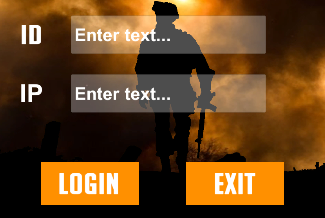 ID Enter text...
IP Enter text...
LOGIN EXIT